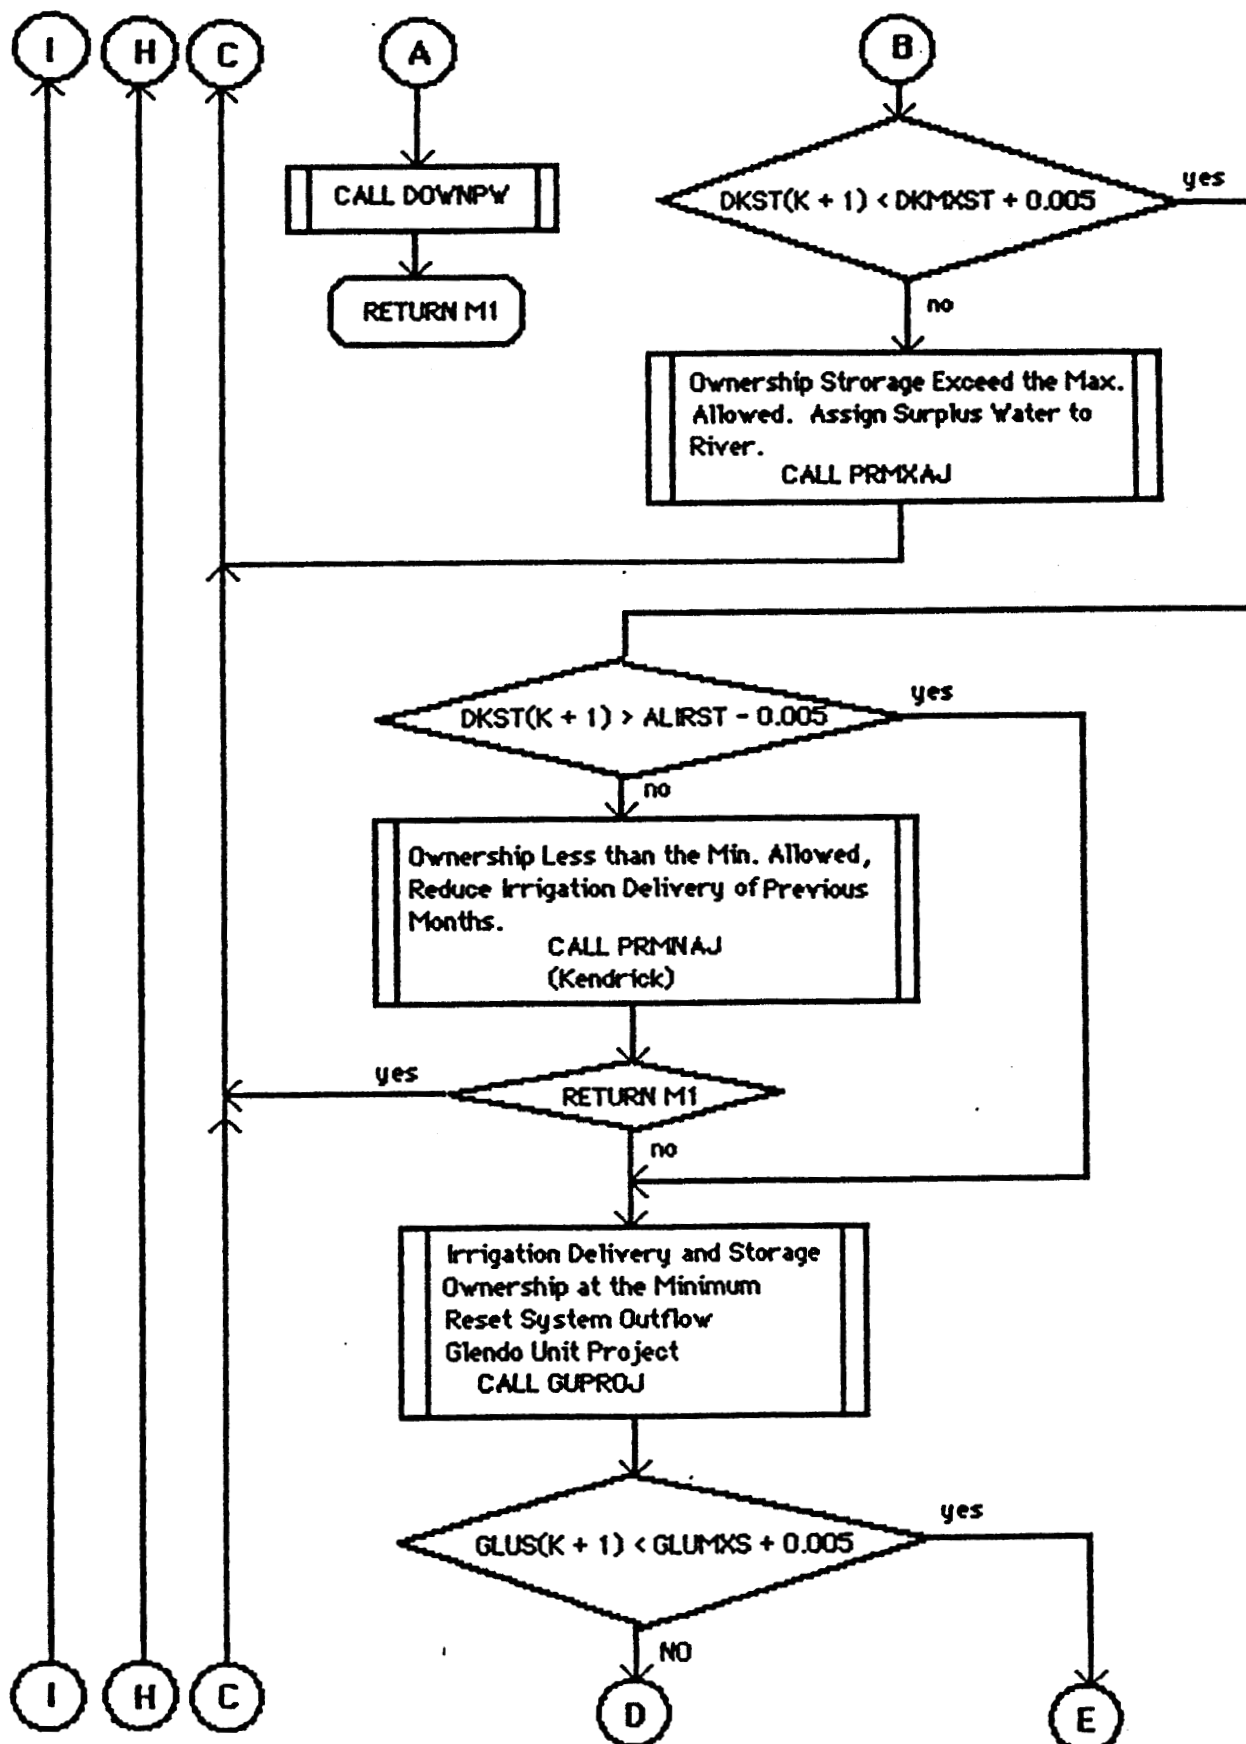 I
H
C
A
B
CALL DOWNPW
RETURN M1
DKST(K + 1) < DKMXST + 0.005
yes
no
Ownership Strorage Exceed the Max.
Allowed. Assign Surplus Water to
River.
CALL PRMXAJ
DKST(K + 1) > ALIRST - 0.005
yes
no
Ownership Less than the Min. Allowed,
Reduce Irrigation Delivery of Previous
Months.
CALL PRMNAJ
(Kendrick)
yes
RETURN M1
no
Irrigation Delivery and Storage
Ownership at the Minimum
Reset System Outflow
Glendo Unit Project
CALL GUPROJ
GLUS(K + 1) < GLUMXS + 0.005
yes
NO
I
H
C
D
E